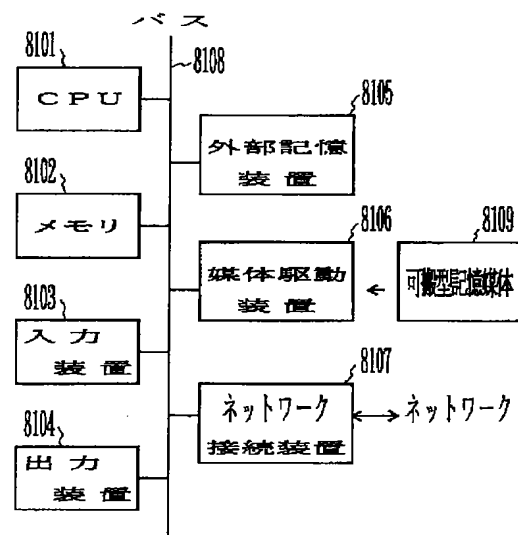 バス
8108
8101
CPU
8102
メモリ
8103
入力
装置
8104
出力
装置
8105
外部記憶
装置
8106
媒体駆動
装置
8109
可搬型記憶媒体
8107
ネットワーク
接続装置
ネットワーク